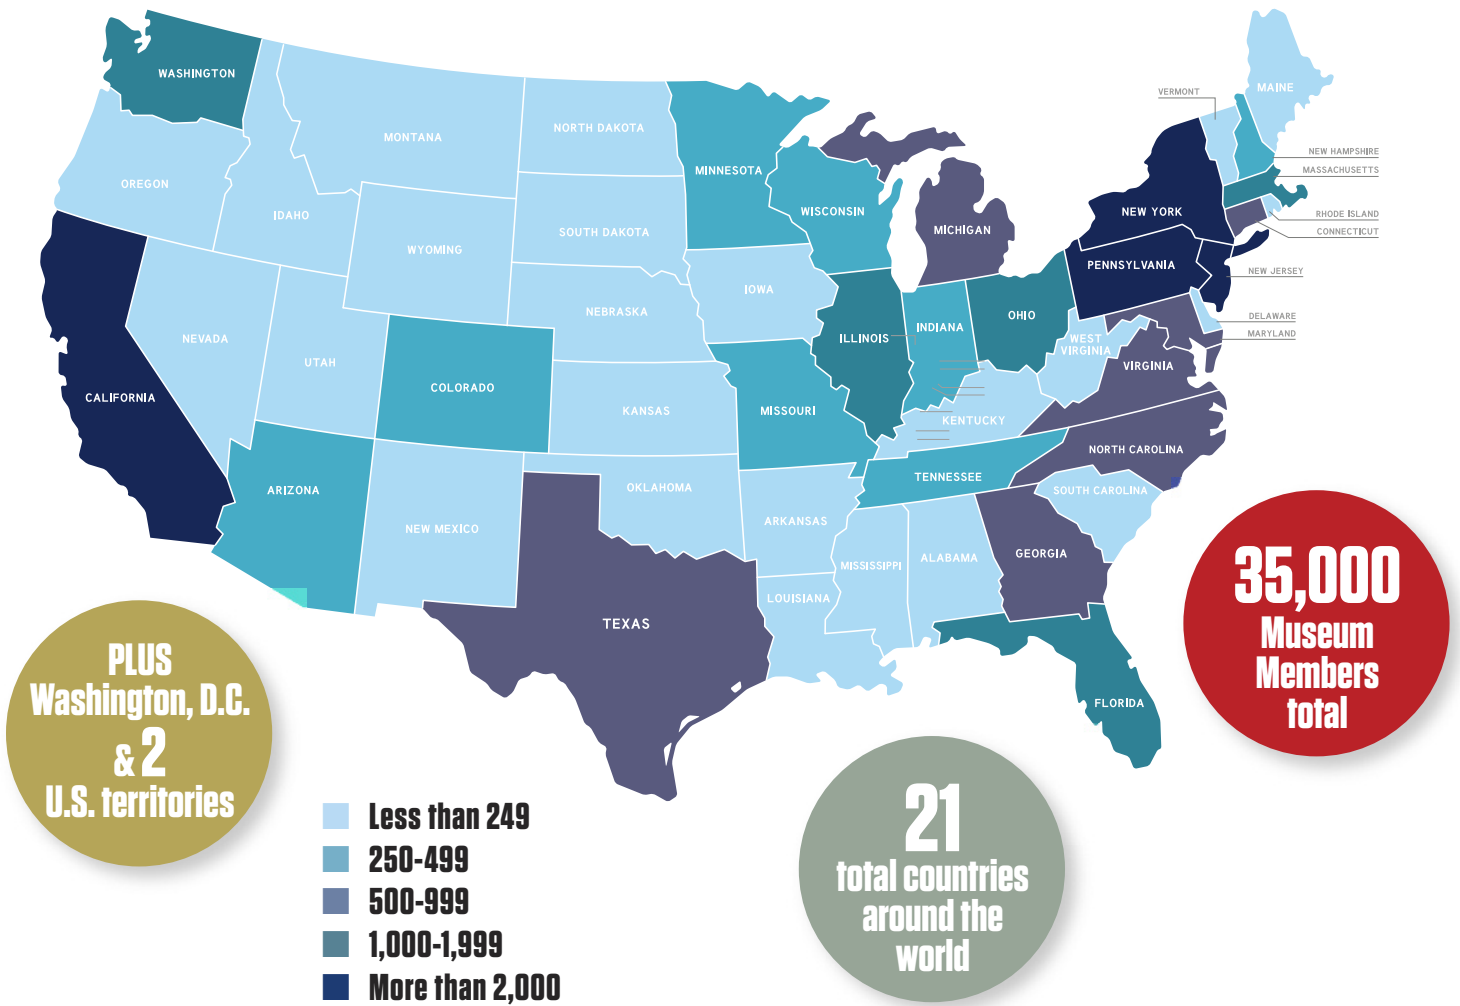 WASHINGTON
OREGON
CALIFORNIA
NEVADA
IDAHO
MONTANA
WYOMING
UTAH
COLORADO
ARIZONA
NEW MEXICO
NORTH DAKOTA
SOUTH DAKOTA
NEBRASKA
KANSAS
OKLAHOMA
TEXAS
MINNESOTA
IOWA
MISSOURI
ARKANSAS
LOUISIANA
WISCONSIN
ILLINOIS
MICHIGAN
INDIANA
OHIO
KENTUCKY
TENNESSEE
MISSISSIPPI
ALABAMA
GEORGIA
FLORIDA
SOUTH CAROLINA
NORTH CAROLINA
VIRGINIA
WEST
VIRGINIA
PENNSYLVANIA
NEW YORK
VERMONT
MAINE
NEW HAMPSHIRE
MASSACHUSETTS
RHODE ISLAND
CONNECTICUT
NEW JERSEY
DELAWARE
MARYLAND
PLUS
Washington, D.C.
& 2
U.S. territories
35,000
Museum
Members
total
21
total countries
around the
world
Less than 249
250-499
500-999
1,000-1,999
More than 2,000